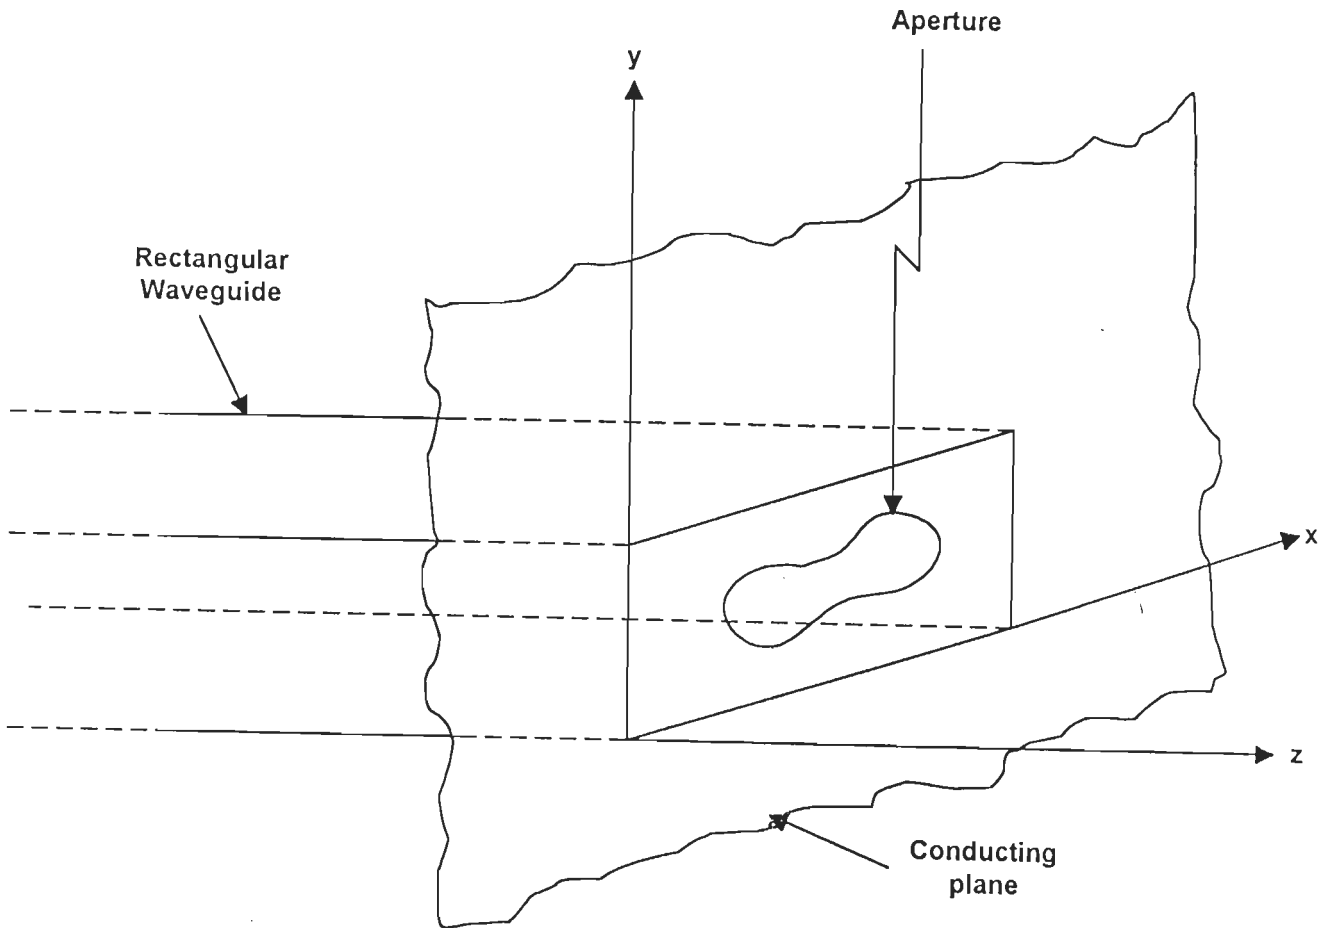 Aperture
y
Rectangular
Waveguide
x
z
Conducting
plane